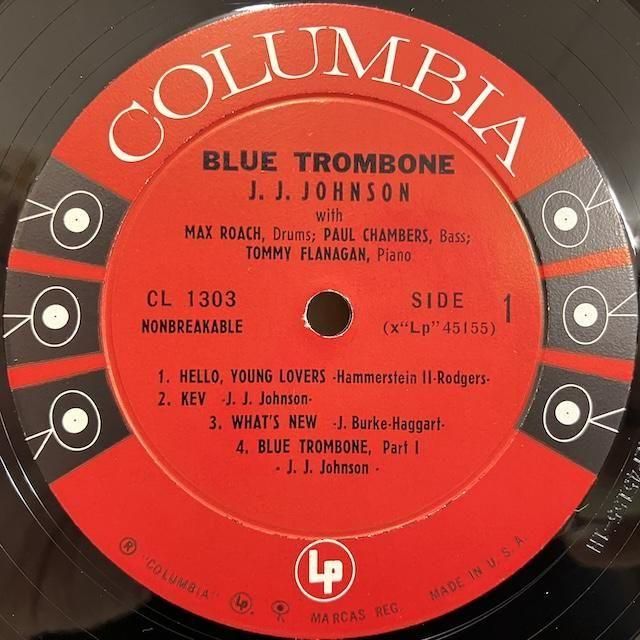 COLUMBIA
BLUE TROMBONE
J. J. JOHNSON
with
MAX ROACH, Drums; PAUL CHAMBERS, Bass;
TOMMY FLANAGAN, Piano
CL 1303
NONBREAKABLE
SIDE 1
(x"Lp"45155)
1. HELLO, YOUNG LOVERS -Hammerstein II-Rodgers-
2. KEV -J. J. Johnson-
3. WHAT'S NEW -J. Burke-Haggart-
4. BLUE TROMBONE, Part I
- J. J. Johnson -
Lp
® "COLUMBIA" Lp MARCAS REG. MADE IN U. S. A.